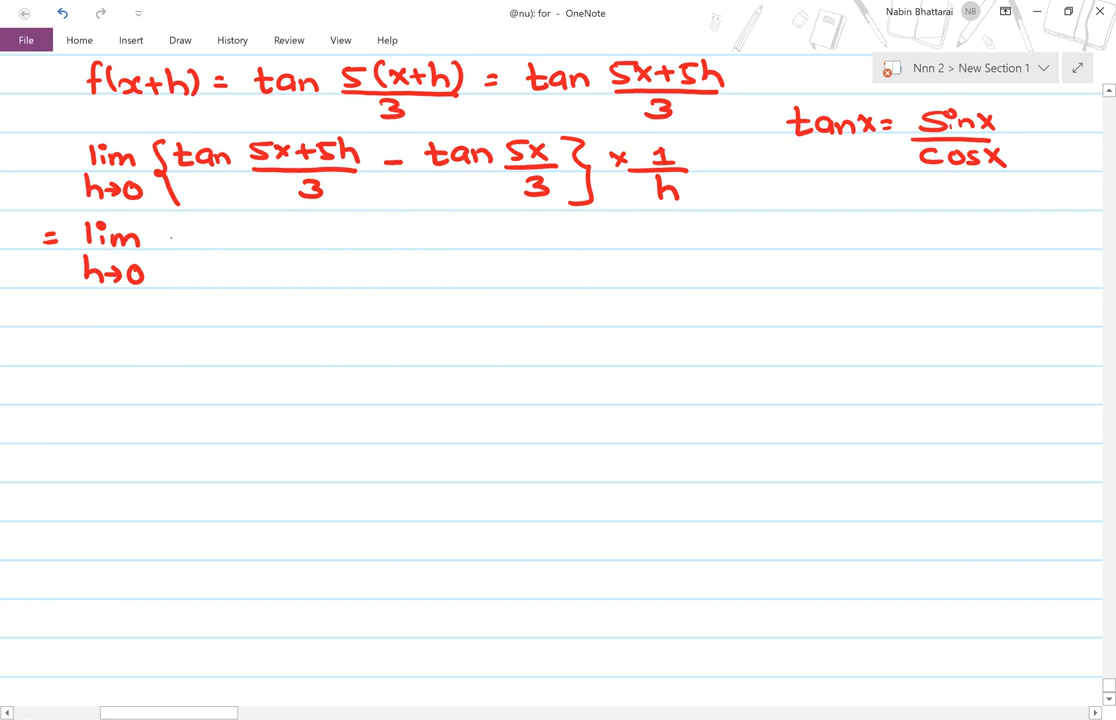 @nu): for - OneNote
Nabin Bhattarai NB
File Home Insert Draw History Review View Help
Nnn 2 > New Section 1
f(x+h) = tan 5(x+h)/3 = tan 5x+5h/3
tanx = sinx/cosx
lim h→0 {tan 5x+5h/3 - tan 5x/3} × 1/h
= lim h→0